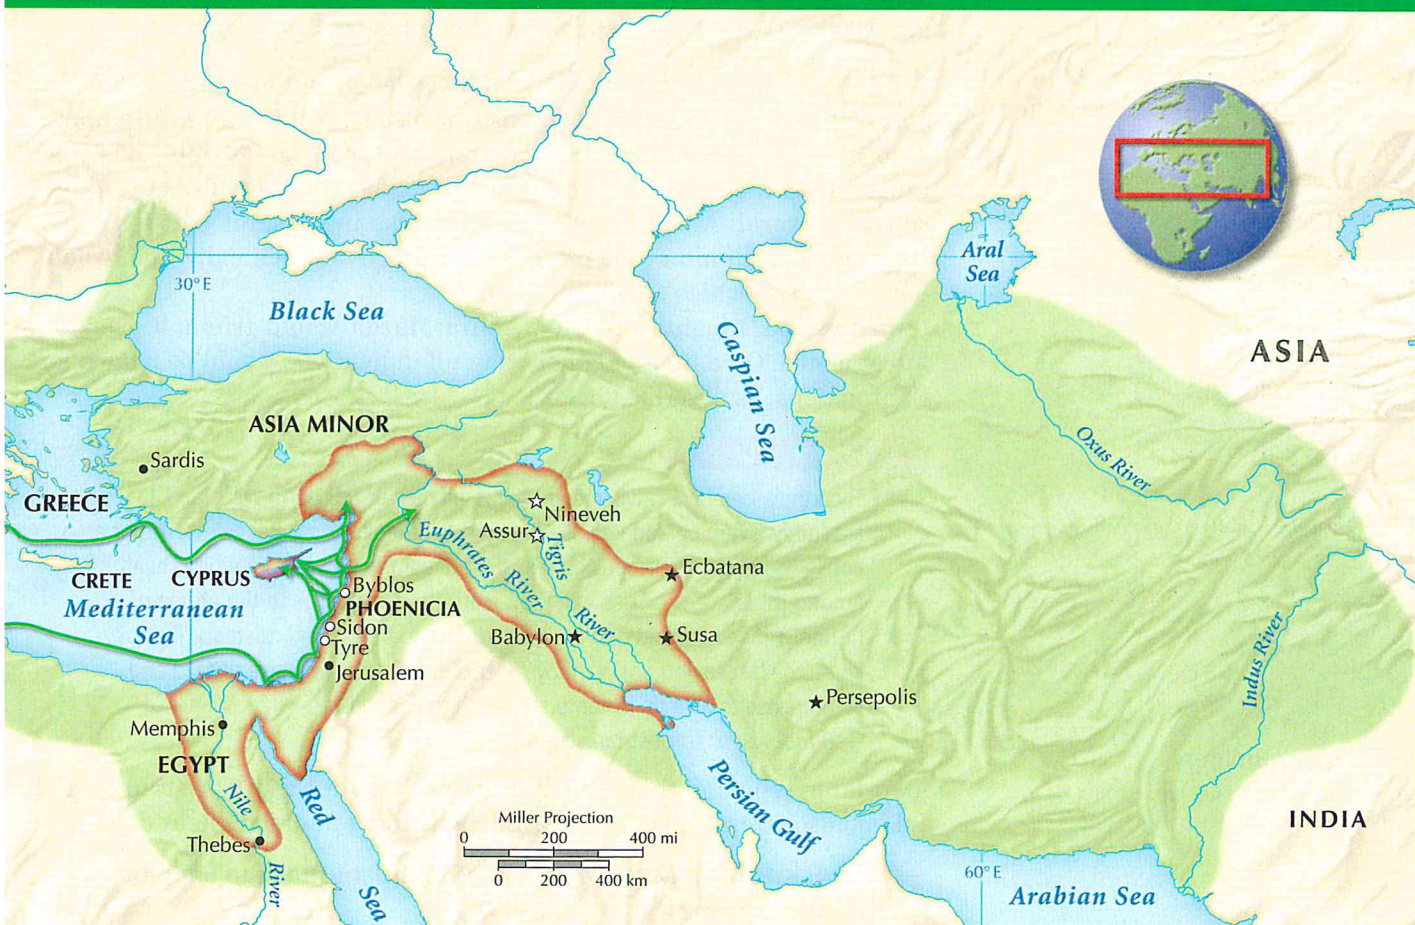 30°E
Black Sea
Caspian Sea
Aral
Sea
ASIA
ASIA MINOR
Sardis
GREECE
Oxus River
Nineveh
Assur
Euphrates River
Tigris River
Ecbatana
CRETE
CYPRUS
Mediterranean
Sea
Byblos
PHOENICIA
Sidon
Tyre
Jerusalem
Babylon
Susa
Persepolis
Indus River
Memphis
EGYPT
Nile River
Thebes
Red Sea
Persian Gulf
Miller Projection
0 200 400 mi
0 200 400 km
60°E
Arabian Sea
INDIA